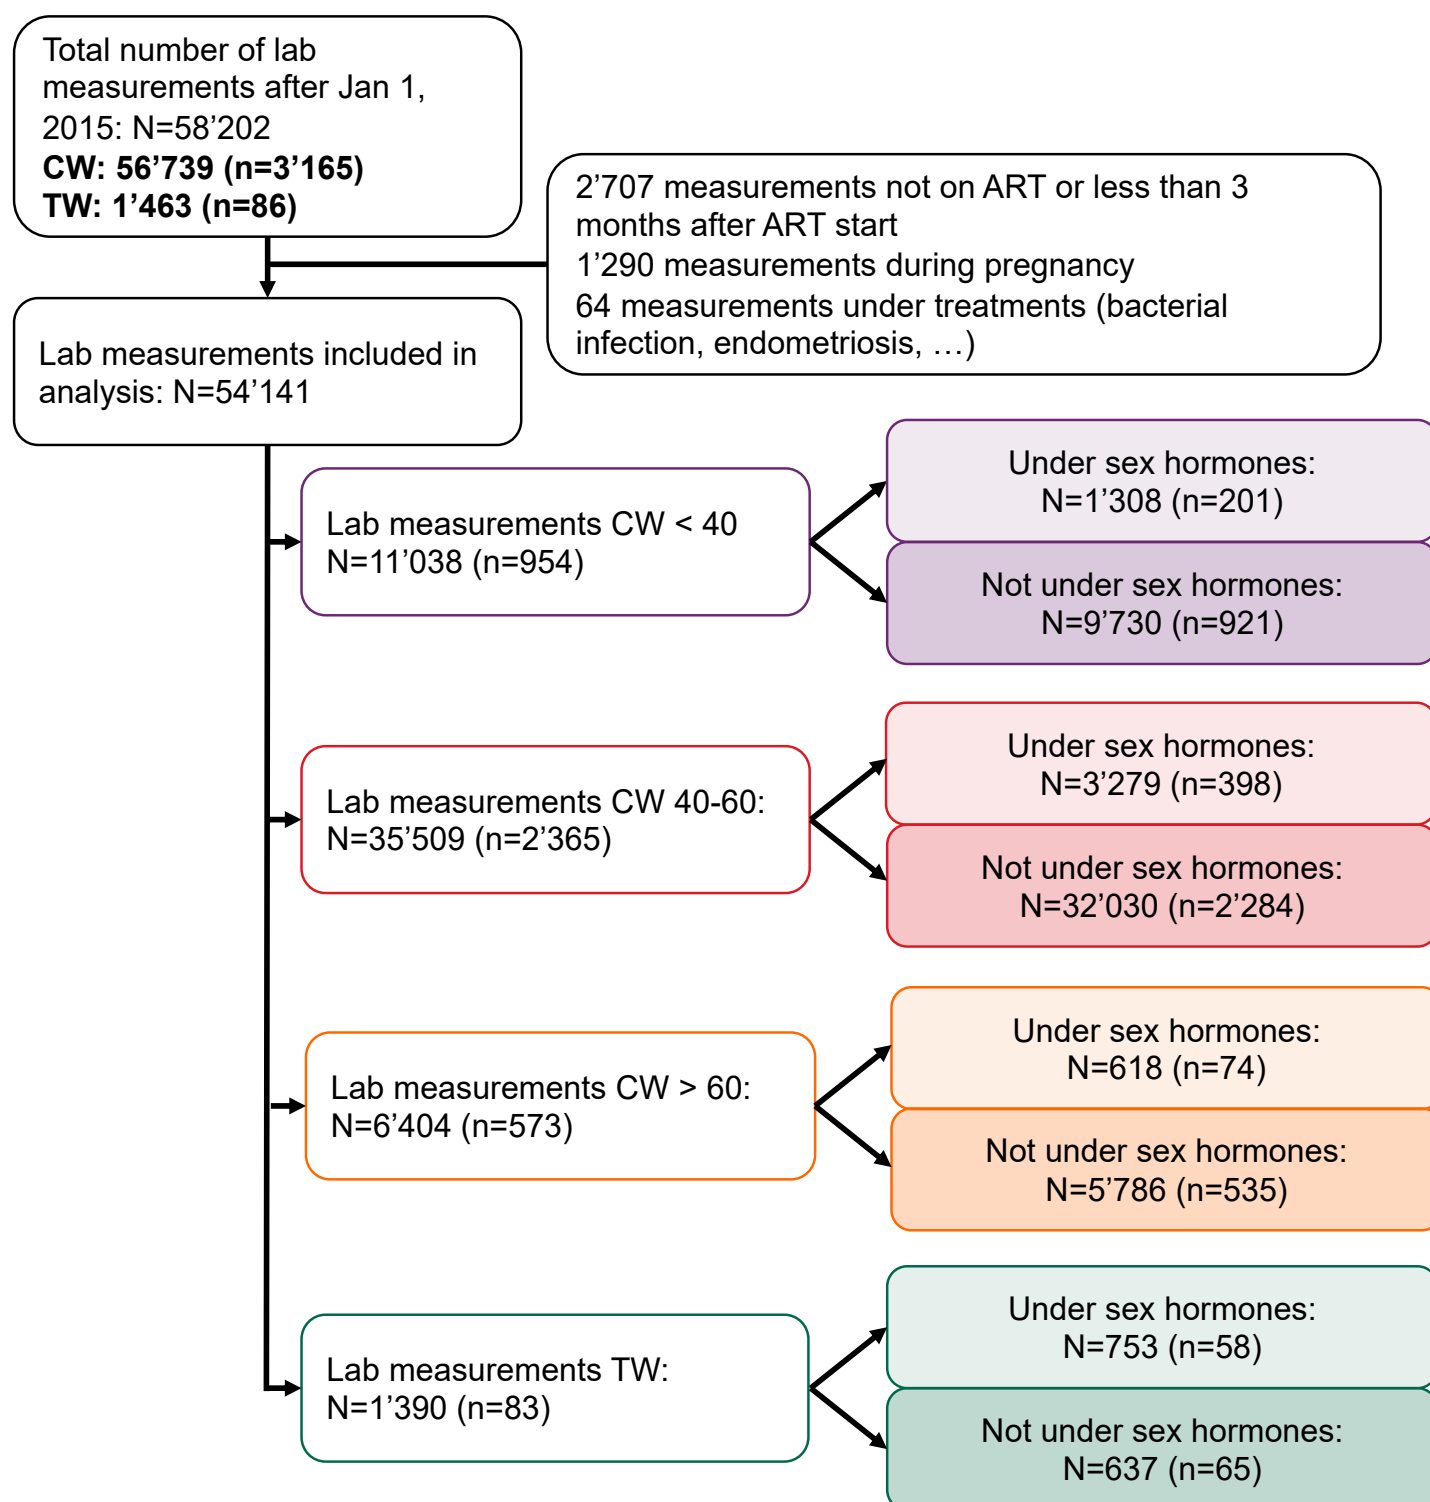 Total number of lab
measurements after Jan 1,
2015: N=58’202
CW: 56’739 (n=3’165)
TW: 1’463 (n=86)
2’707 measurements not on ART or less than 3
months after ART start
1’290 measurements during pregnancy
64 measurements under treatments (bacterial
infection, endometriosis, …)
Lab measurements included in
analysis: N=54’141
Lab measurements CW < 40
N=11’038 (n=954)
Under sex hormones:
N=1’308 (n=201)
Not under sex hormones:
N=9’730 (n=921)
Lab measurements CW 40-60:
N=35’509 (n=2’365)
Under sex hormones:
N=3’279 (n=398)
Not under sex hormones:
N=32’030 (n=2’284)
Lab measurements CW > 60:
N=6’404 (n=573)
Under sex hormones:
N=618 (n=74)
Not under sex hormones:
N=5’786 (n=535)
Lab measurements TW:
N=1’390 (n=83)
Under sex hormones:
N=753 (n=58)
Not under sex hormones:
N=637 (n=65)